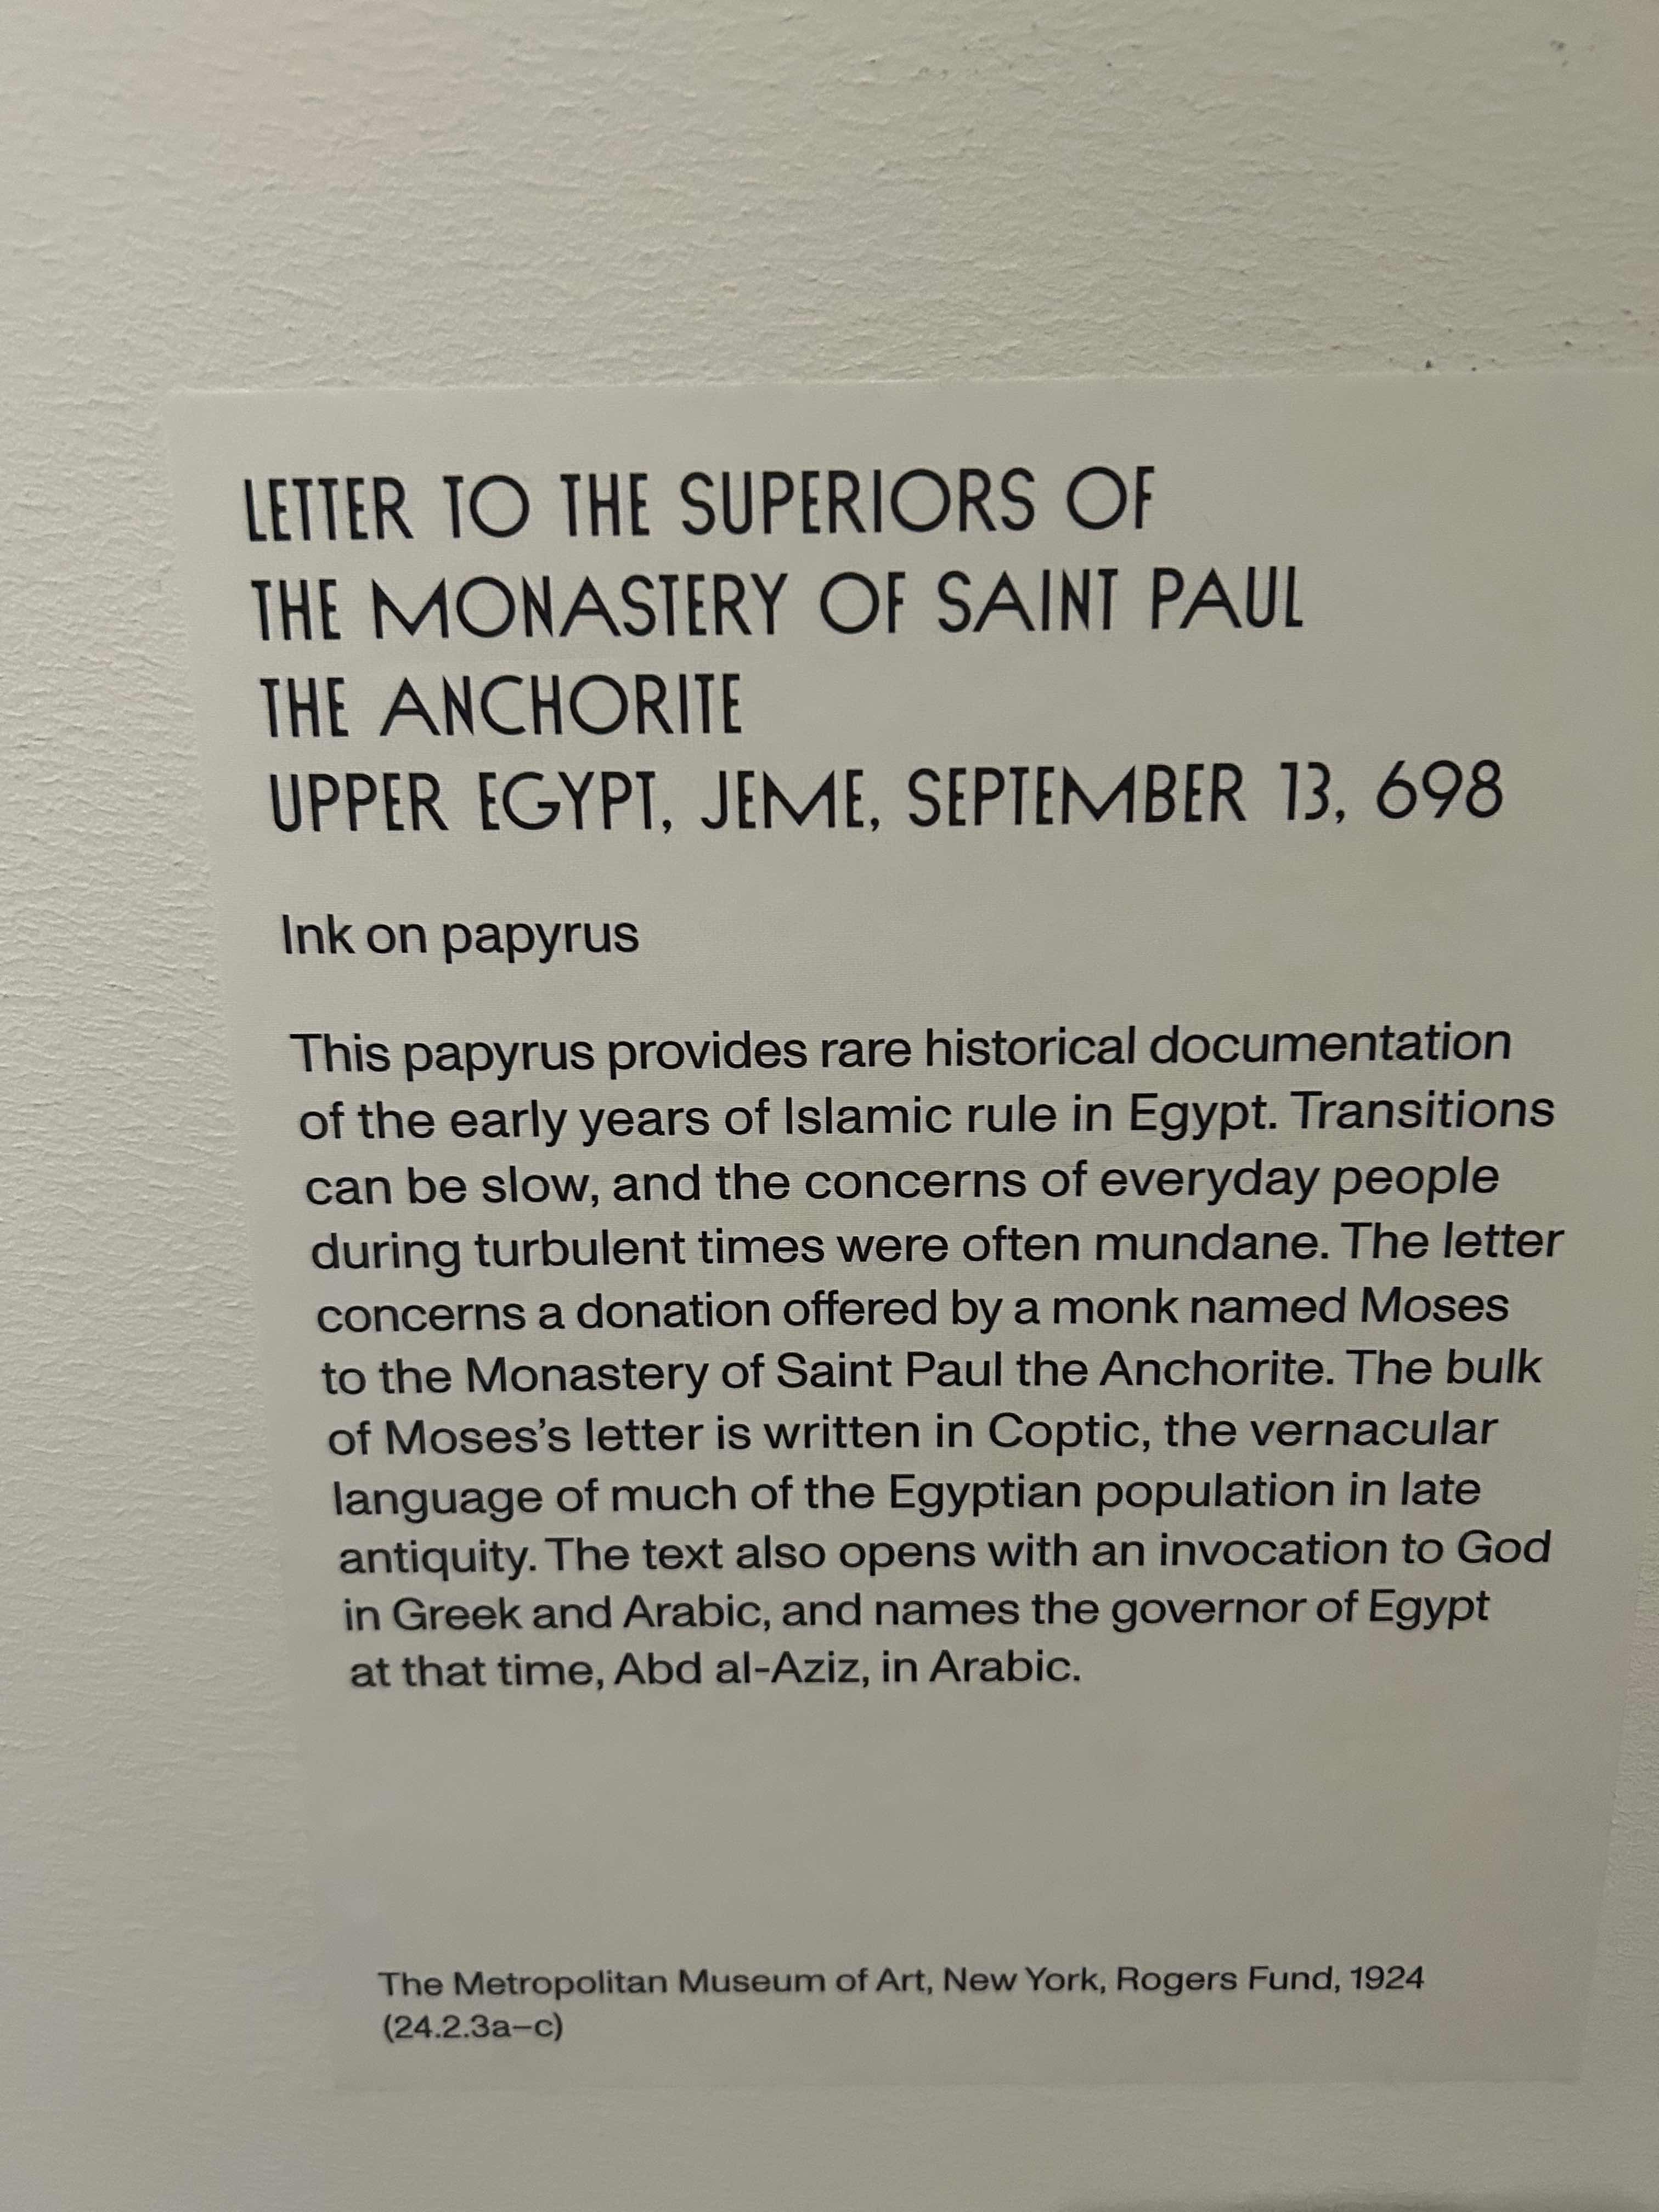 LETTER TO THE SUPERIORS OF
THE MONASTERY OF SAINT PAUL
THE ANCHORITE
UPPER EGYPT, JEME, SEPTEMBER 13, 698
Ink on papyrus
This papyrus provides rare historical documentation
of the early years of Islamic rule in Egypt. Transitions
can be slow, and the concerns of everyday people
during turbulent times were often mundane. The letter
concerns a donation offered by a monk named Moses
to the Monastery of Saint Paul the Anchorite. The bulk
of Moses’s letter is written in Coptic, the vernacular
language of much of the Egyptian population in late
antiquity. The text also opens with an invocation to God
in Greek and Arabic, and names the governor of Egypt
at that time, Abd al-Aziz, in Arabic.
The Metropolitan Museum of Art, New York, Rogers Fund, 1924
(24.2.3a–c)